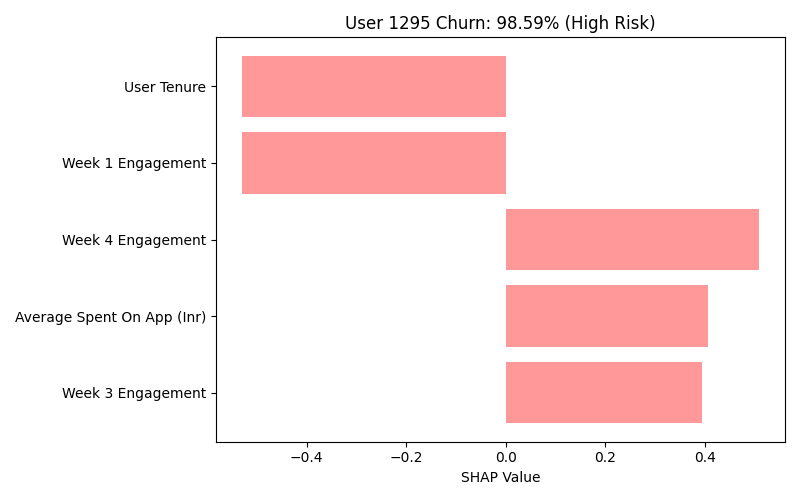 User 1295 Churn: 98.59% (High Risk)
User Tenure
Week 1 Engagement
Week 4 Engagement
Average Spent On App (Inr)
Week 3 Engagement
−0.4 −0.2 0.0 0.2 0.4
SHAP Value